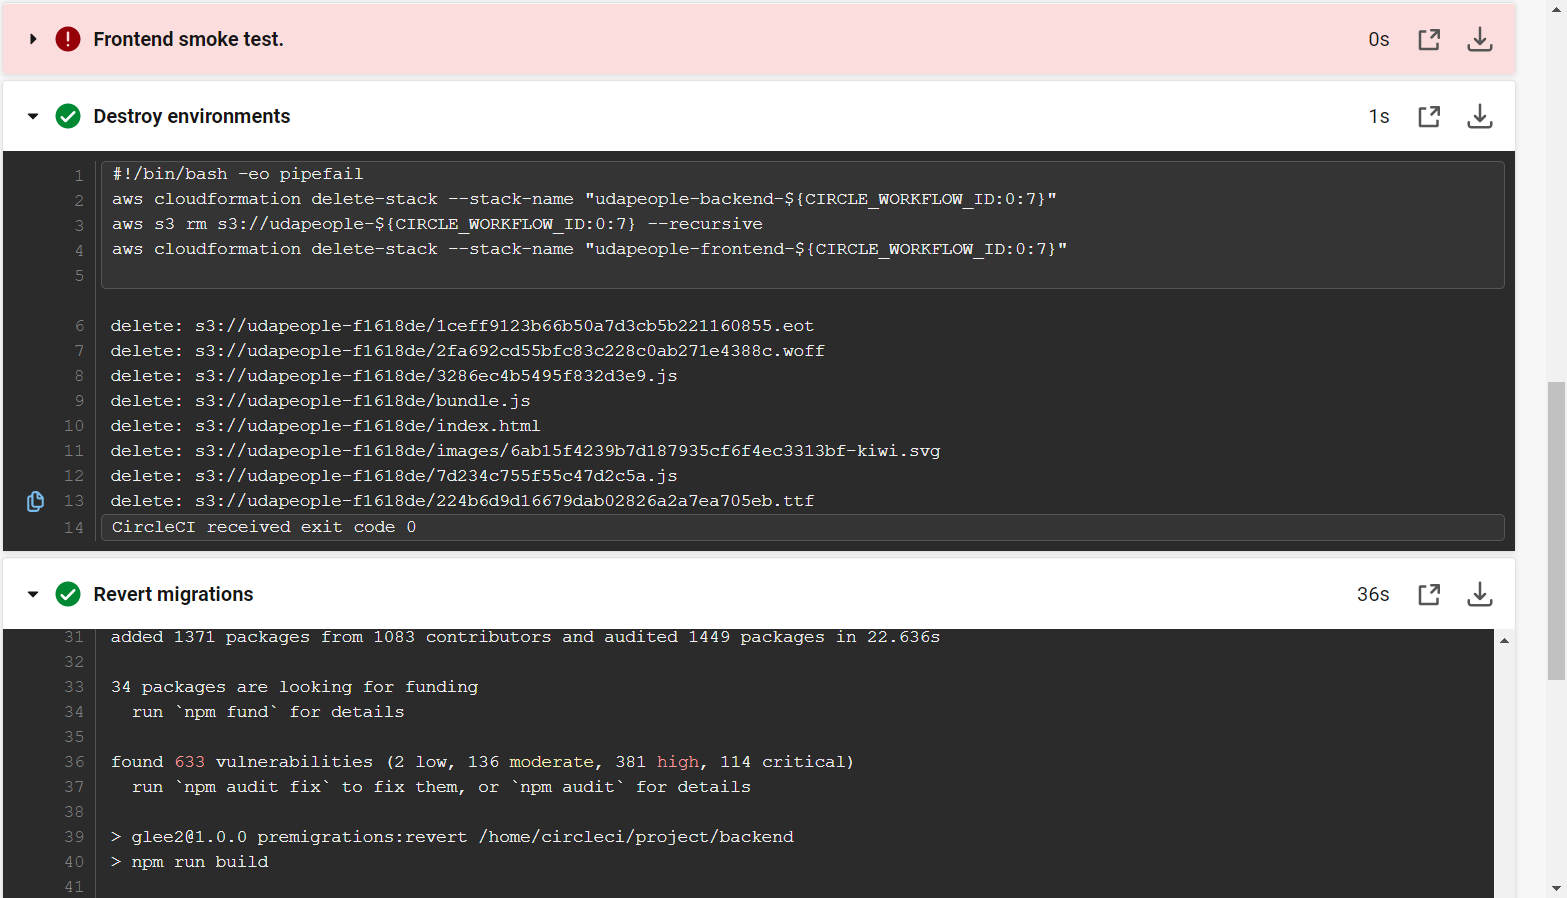 Frontend smoke test.
0s
Destroy environments
1s
1 #!/bin/bash -eo pipefail
2 aws cloudformation delete-stack --stack-name "udapeople-backend-${CIRCLE_WORKFLOW_ID:0:7}"
3 aws s3 rm s3://udapeople-${CIRCLE_WORKFLOW_ID:0:7} --recursive
4 aws cloudformation delete-stack --stack-name "udapeople-frontend-${CIRCLE_WORKFLOW_ID:0:7}"
5
6 delete: s3://udapeople-f1618de/1ceff9123b66b50a7d3cb5b221160855.eot
7 delete: s3://udapeople-f1618de/2fa692cd55bfc83c228c0ab271e4388c.woff
8 delete: s3://udapeople-f1618de/3286ec4b5495f832d3e9.js
9 delete: s3://udapeople-f1618de/bundle.js
10 delete: s3://udapeople-f1618de/index.html
11 delete: s3://udapeople-f1618de/images/6ab15f4239b7d187935cf6f4ec3313bf-kiwi.svg
12 delete: s3://udapeople-f1618de/7d234c755f55c47d2c5a.js
13 delete: s3://udapeople-f1618de/224b6d9d16679dab02826a2a7ea705eb.ttf
14 CircleCI received exit code 0
Revert migrations
36s
31 added 1371 packages from 1083 contributors and audited 1449 packages in 22.636s
32
33 34 packages are looking for funding
34 run `npm fund` for details
35
36 found 633 vulnerabilities (2 low, 136 moderate, 381 high, 114 critical)
37 run `npm audit fix` to fix them, or `npm audit` for details
38
39 > glee2@1.0.0 premigrations:revert /home/circleci/project/backend
40 > npm run build
41